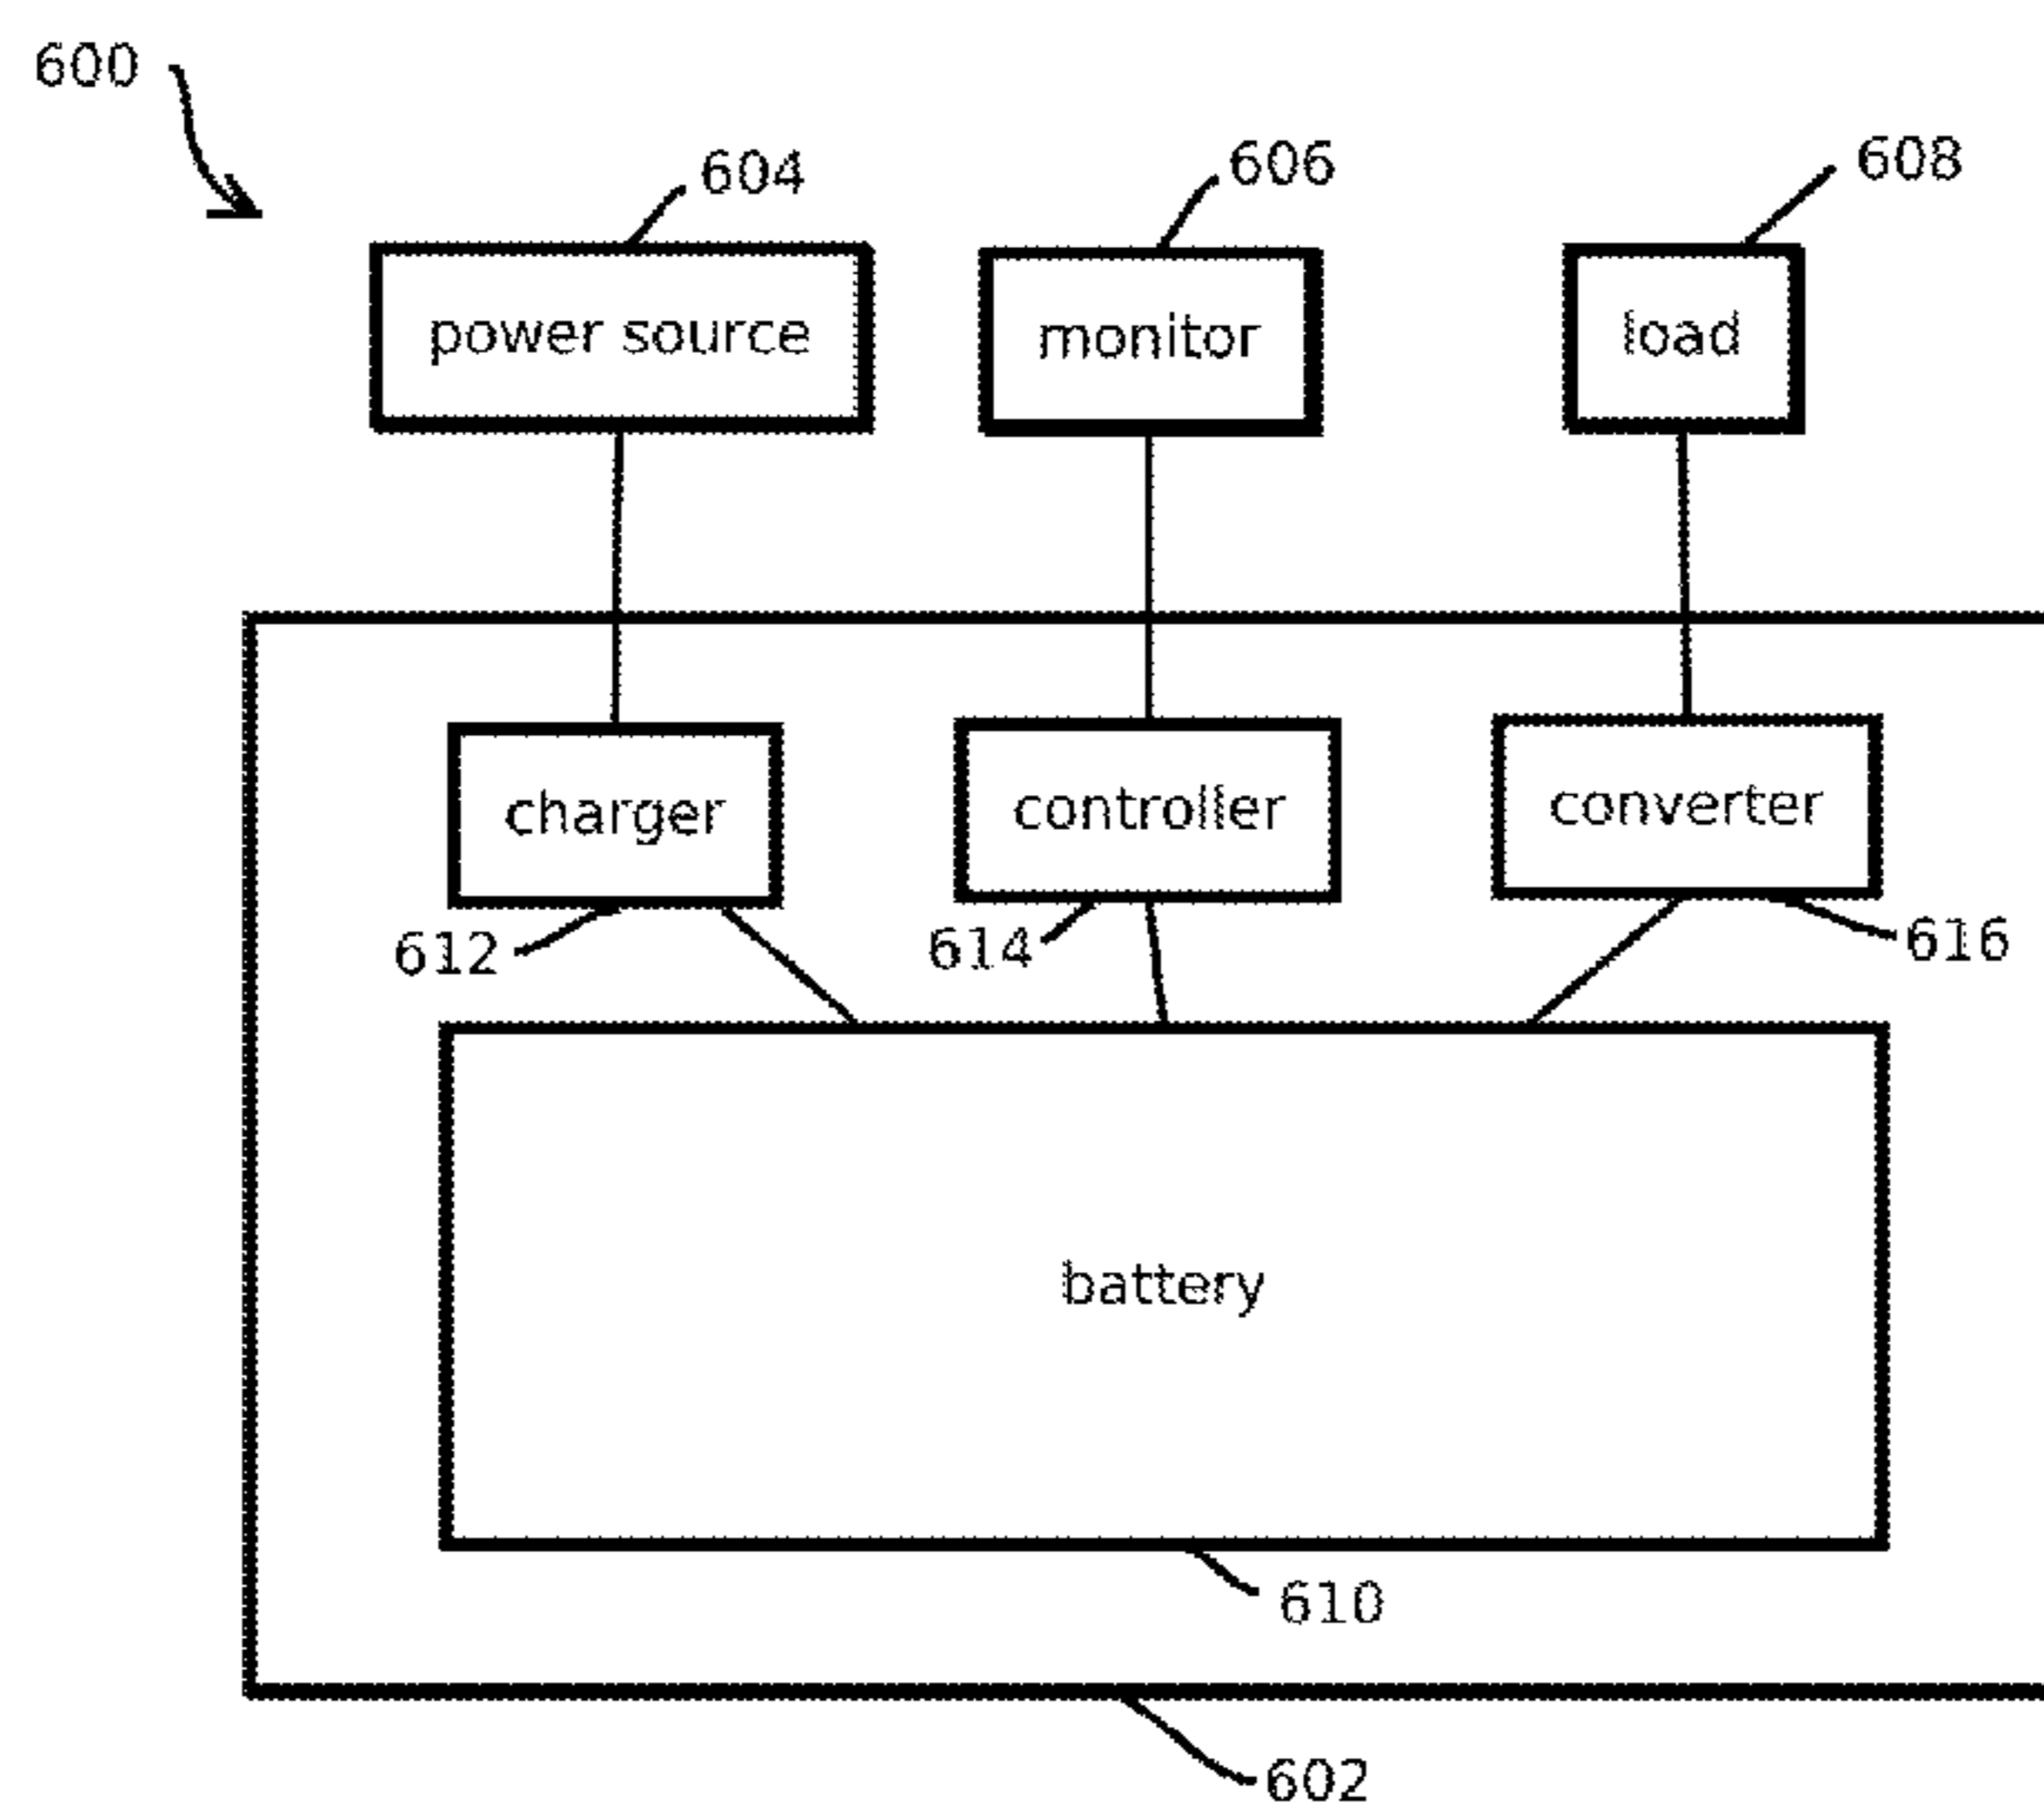 600
604
606
608
power source
monitor
load
charger
controller
converter
612
614
616
battery
610
602